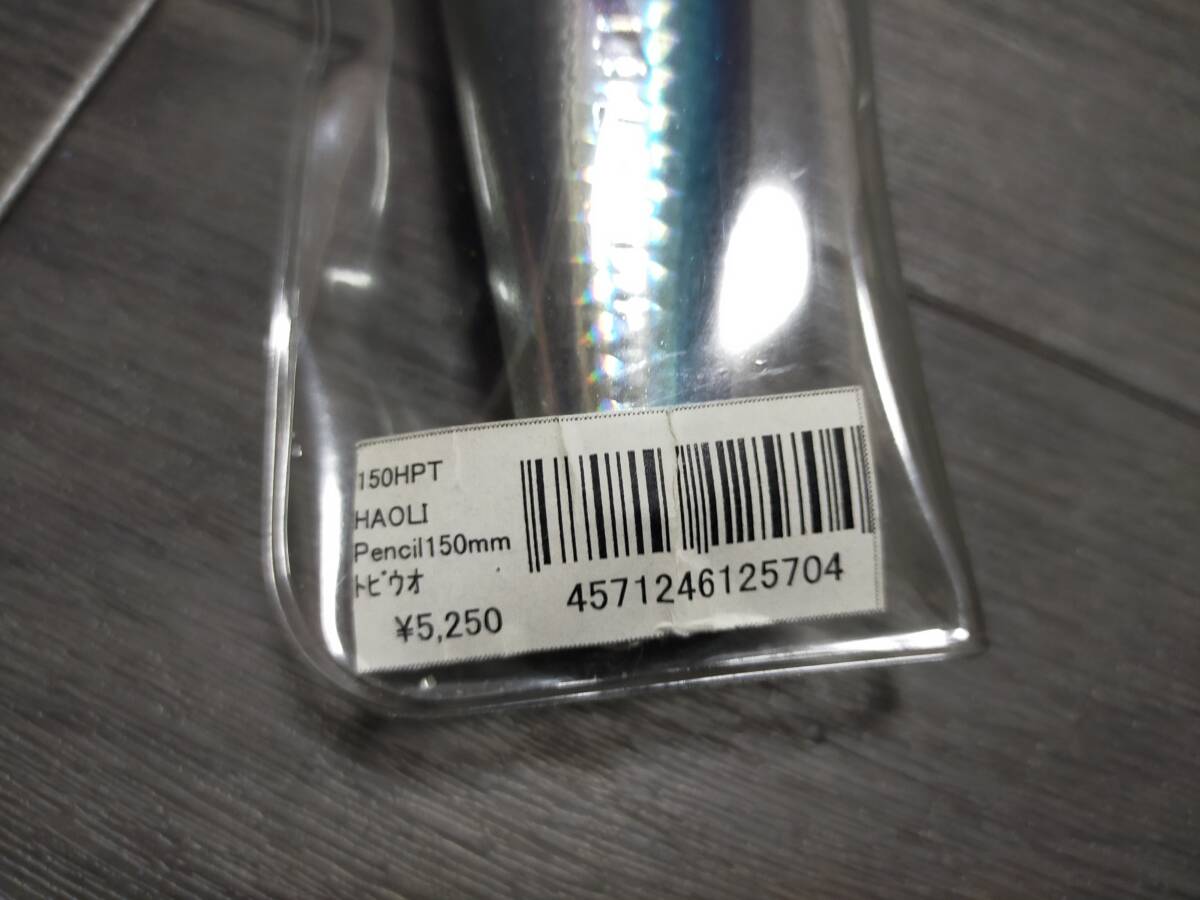 150HPT
HAOLI
Pencil150mm
ﾄﾋﾞウオ
¥5,250
4571246125704